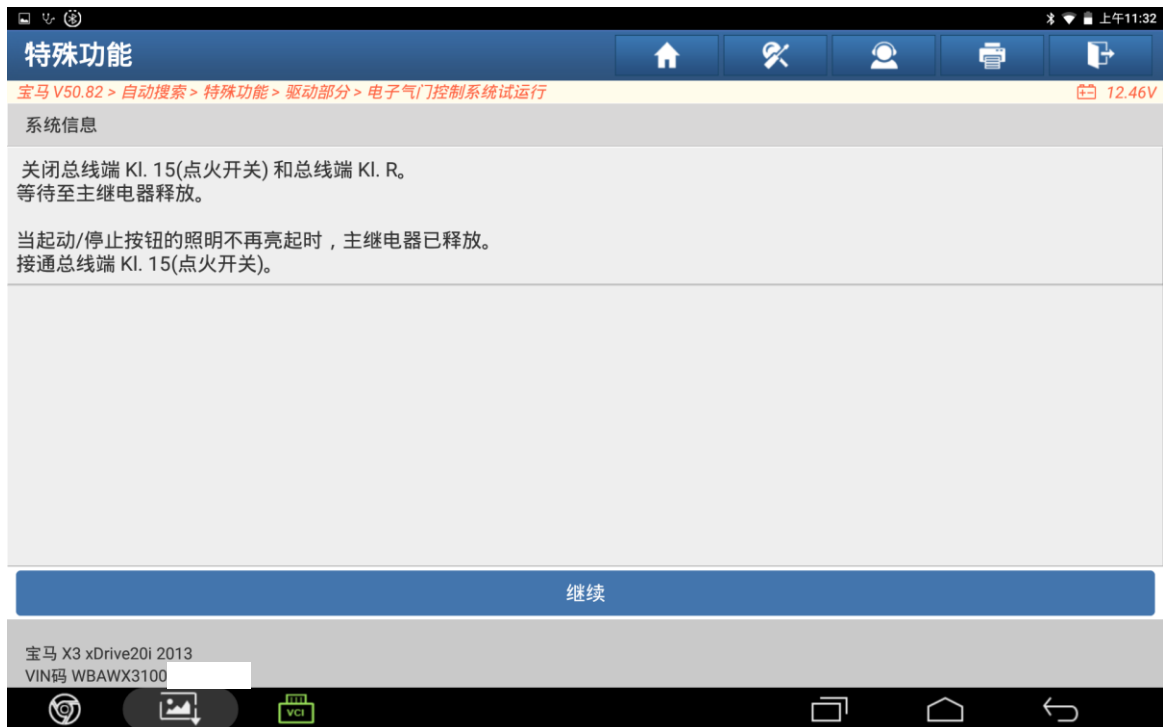 上午11:32
特殊功能
宝马 V50.82 > 自动搜索 > 特殊功能 > 驱动部分 > 电子气门控制系统试运行
12.46V
系统信息
关闭总线端 Kl. 15(点火开关) 和总线端 Kl. R。
等待至主继电器释放。
当起动/停止按钮的照明不再亮起时，主继电器已释放。
接通总线端 Kl. 15(点火开关)。
继续
宝马 X3 xDrive20i 2013
VIN码 WBAWX3100
VCI